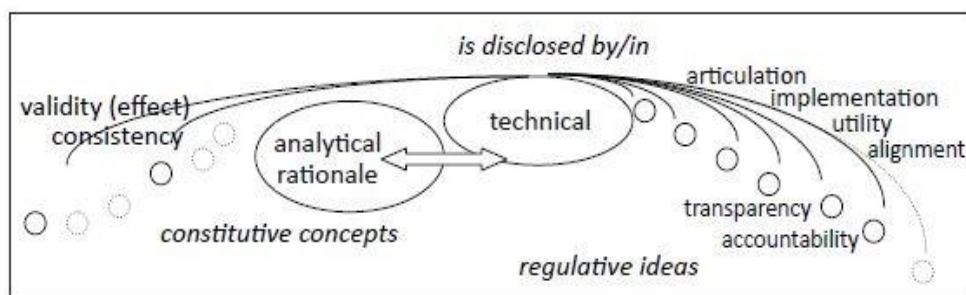 is disclosed by/in
articulation
implementation
utility
alignment
validity (effect)
consistency
analytical
rationale
technical
transparency
accountability
constitutive concepts
regulative ideas